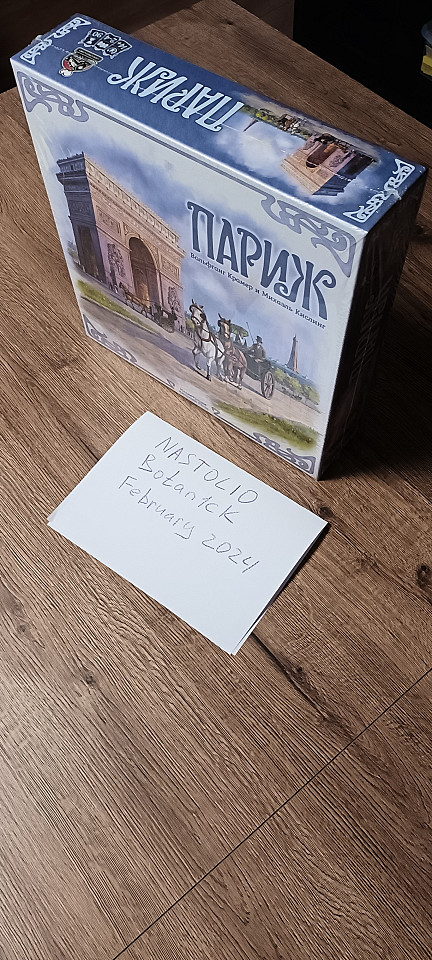 ПАРИЖ
ПАРИЖ
Вольфганг Крамер и Михаэль Кислинг
NASTOLIO
Botanick
February 2024